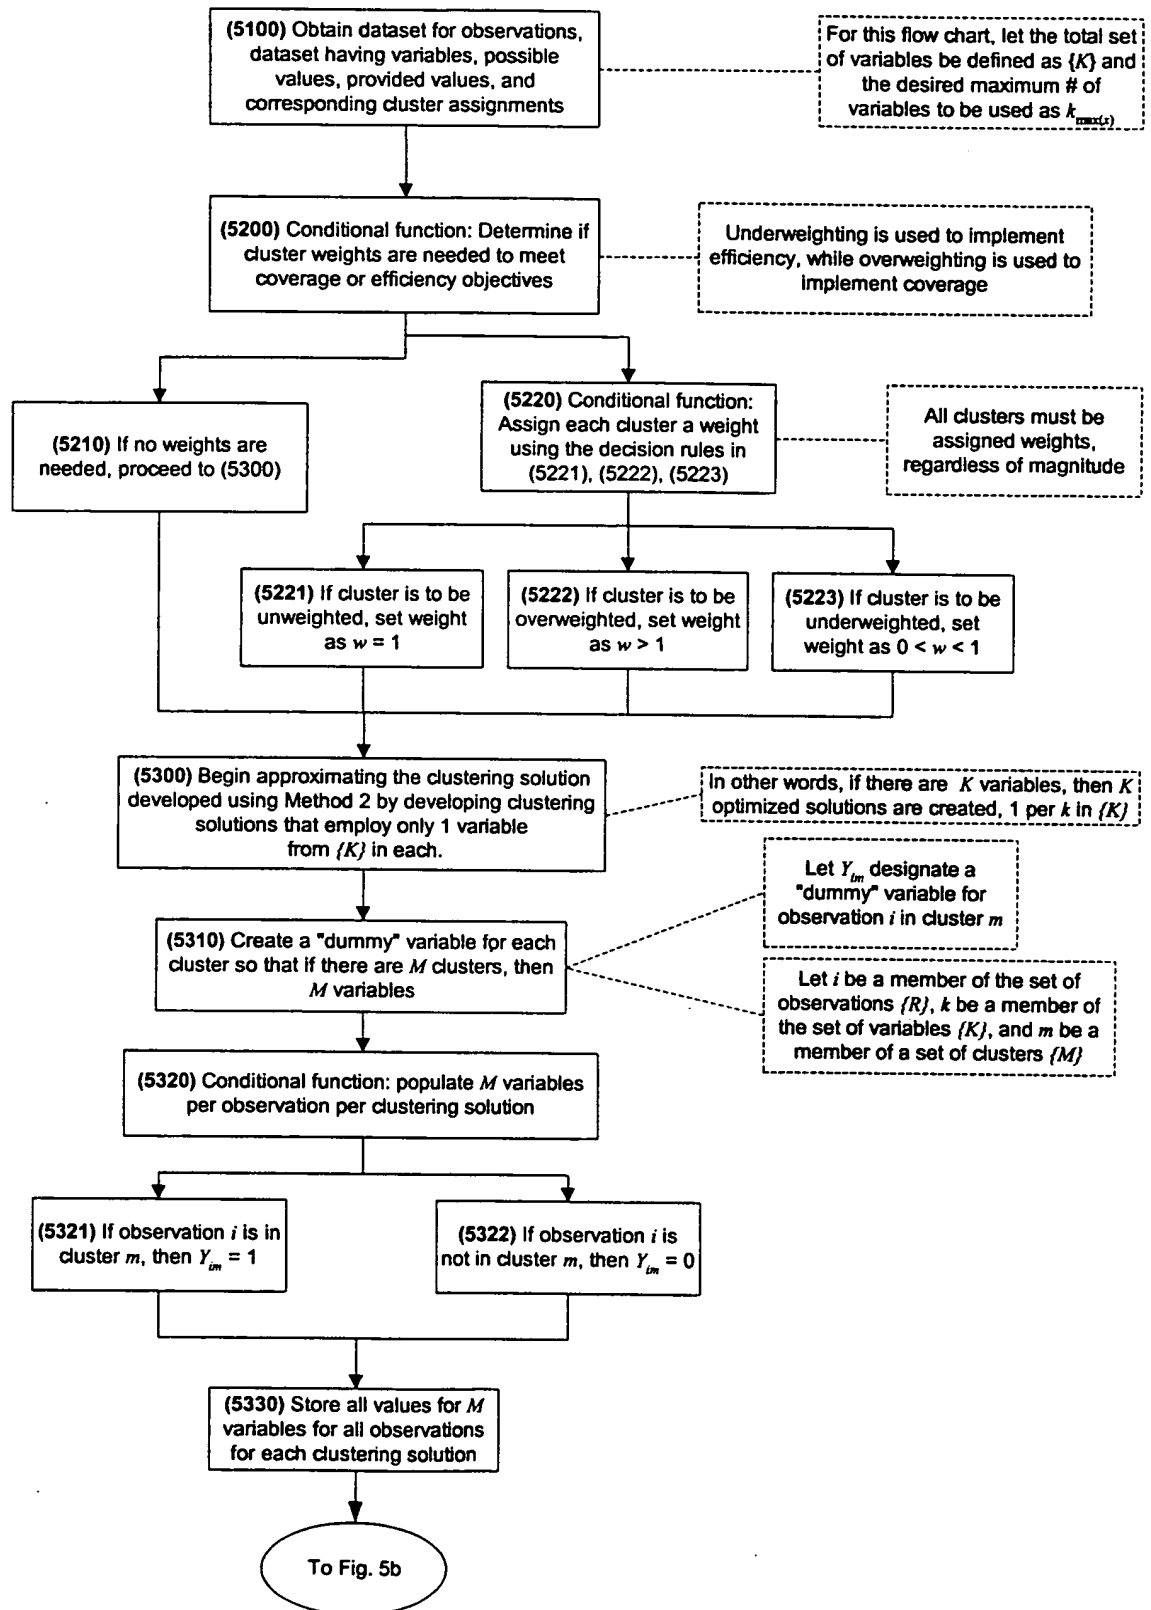 (5100) Obtain dataset for observations,
dataset having variables, possible
values, provided values, and
corresponding cluster assignments
For this flow chart, let the total set
of variables be defined as {K} and
the desired maximum # of
variables to be used as k_max(x)
(5200) Conditional function: Determine if
cluster weights are needed to meet
coverage or efficiency objectives
Underweighting is used to implement
efficiency, while overweighting is used to
implement coverage
(5210) If no weights are
needed, proceed to (5300)
(5220) Conditional function:
Assign each cluster a weight
using the decision rules in
(5221), (5222), (5223)
All clusters must be
assigned weights,
regardless of magnitude
(5221) If cluster is to be
unweighted, set weight
as w = 1
(5222) If cluster is to be
overweighted, set weight
as w > 1
(5223) If cluster is to be
underweighted, set
weight as 0 < w < 1
(5300) Begin approximating the clustering solution
developed using Method 2 by developing clustering
solutions that employ only 1 variable
from {K} in each.
In other words, if there are K variables, then K
optimized solutions are created, 1 per k in {K}
(5310) Create a "dummy" variable for each
cluster so that if there are M clusters, then
M variables
Let Y_im designate a
"dummy" variable for
observation i in cluster m
Let i be a member of the set of
observations {R}, k be a member of
the set of variables {K}, and m be a
member of a set of clusters {M}
(5320) Conditional function: populate M variables
per observation per clustering solution
(5321) If observation i is in
cluster m, then Y_im = 1
(5322) If observation i is
not in cluster m, then Y_im = 0
(5330) Store all values for M
variables for all observations
for each clustering solution
To Fig. 5b